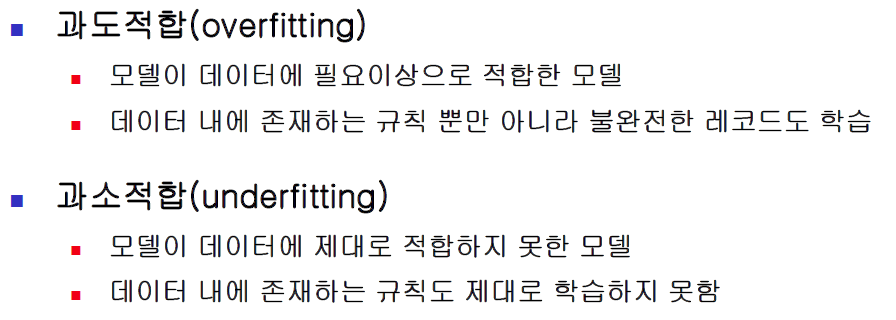 과도적합(overfitting)
모델이 데이터에 필요이상으로 적합한 모델
데이터 내에 존재하는 규칙 뿐만 아니라 불완전한 레코드도 학습
과소적합(underfitting)
모델이 데이터에 제대로 적합하지 못한 모델
데이터 내에 존재하는 규칙도 제대로 학습하지 못함